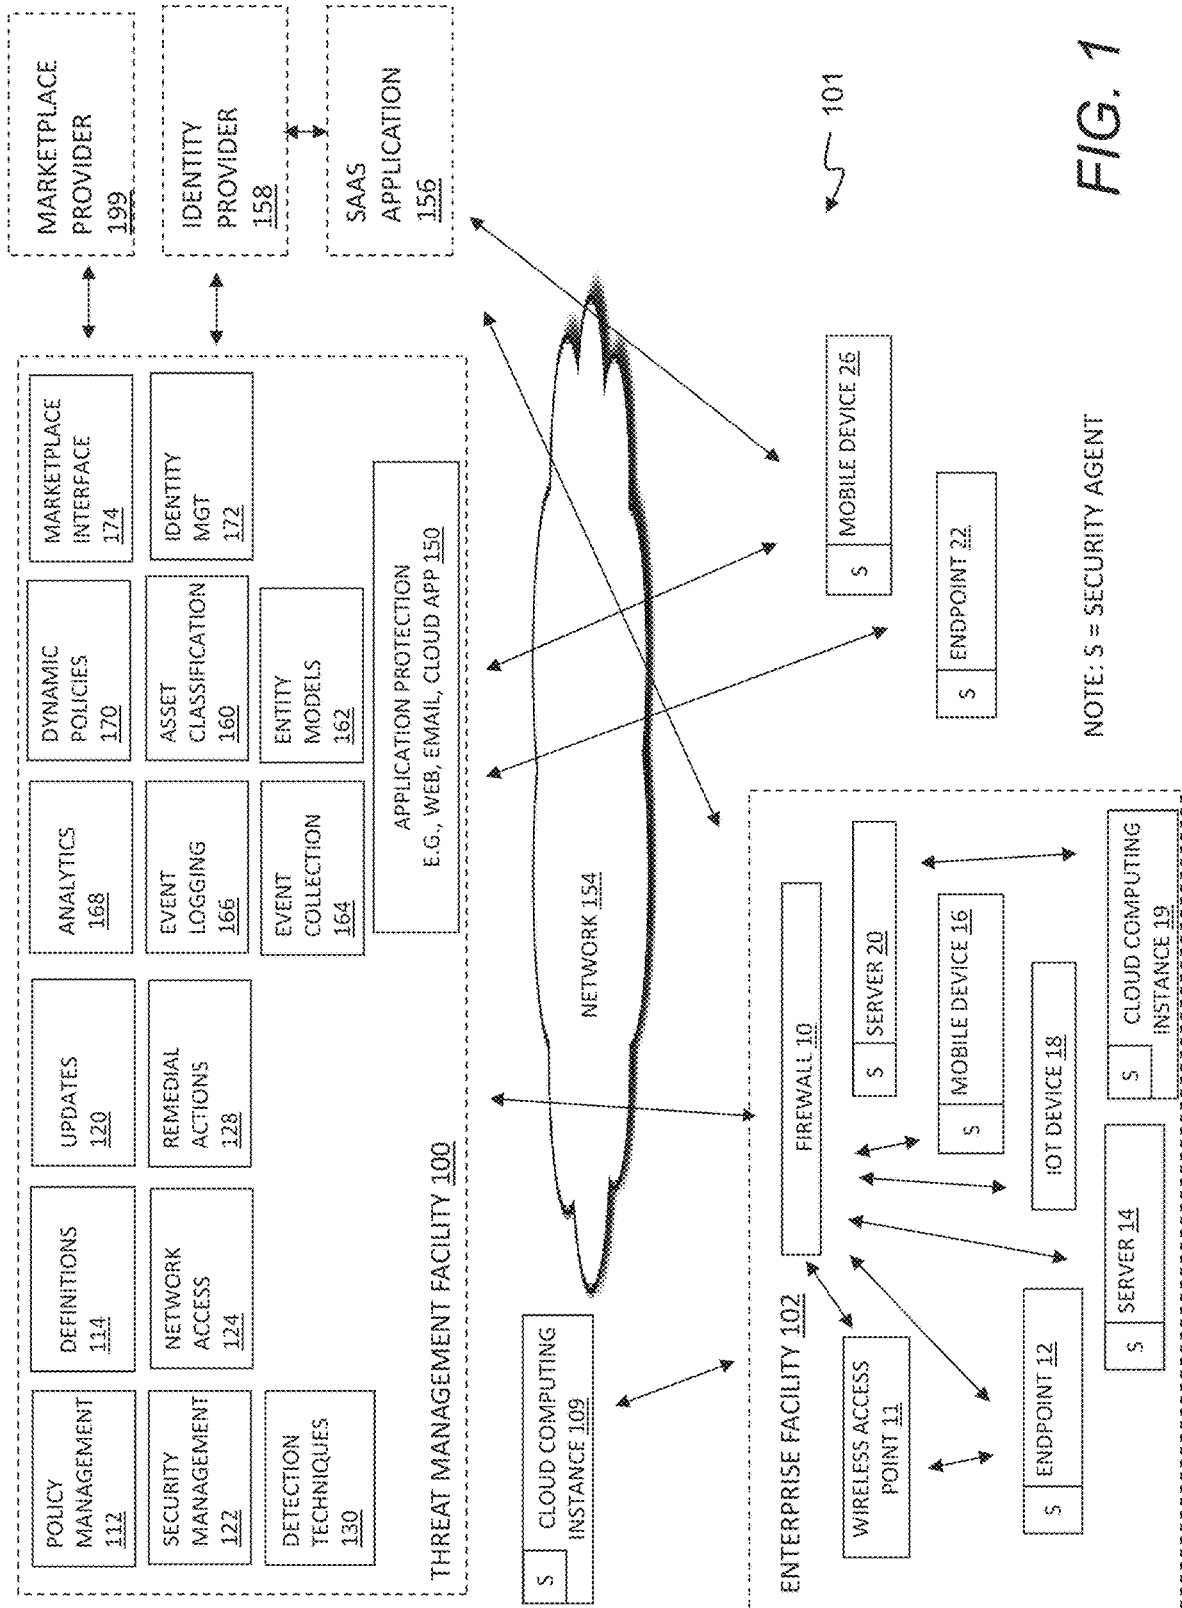 POLICY
MANAGEMENT
112
DEFINITIONS
114
UPDATES
120
ANALYTICS
168
DYNAMIC
POLICIES
170
MARKETPLACE
INTERFACE
174
MARKETPLACE
PROVIDER
199
SECURITY
MANAGEMENT
122
NETWORK
ACCESS
124
REMEDIAL
ACTIONS
128
EVENT
LOGGING
166
ASSET
CLASSIFICATION
160
IDENTITY
MGT
172
IDENTITY
PROVIDER
158
DETECTION
TECHNIQUES
130
EVENT
COLLECTION
164
ENTITY
MODELS
162
SAAS
APPLICATION
156
APPLICATION PROTECTION
E.G., WEB, EMAIL, CLOUD APP 150
THREAT MANAGEMENT FACILITY 100
S
CLOUD COMPUTING
INSTANCE 109
NETWORK 154
ENTERPRISE FACILITY 102
FIREWALL 10
WIRELESS ACCESS
POINT 11
S
SERVER 20
S
MOBILE DEVICE 16
S
ENDPOINT 12
IOT DEVICE 18
S
SERVER 14
S
CLOUD COMPUTING
INSTANCE 19
S
MOBILE DEVICE 26
S
ENDPOINT 22
101
NOTE: S = SECURITY AGENT
FIG. 1